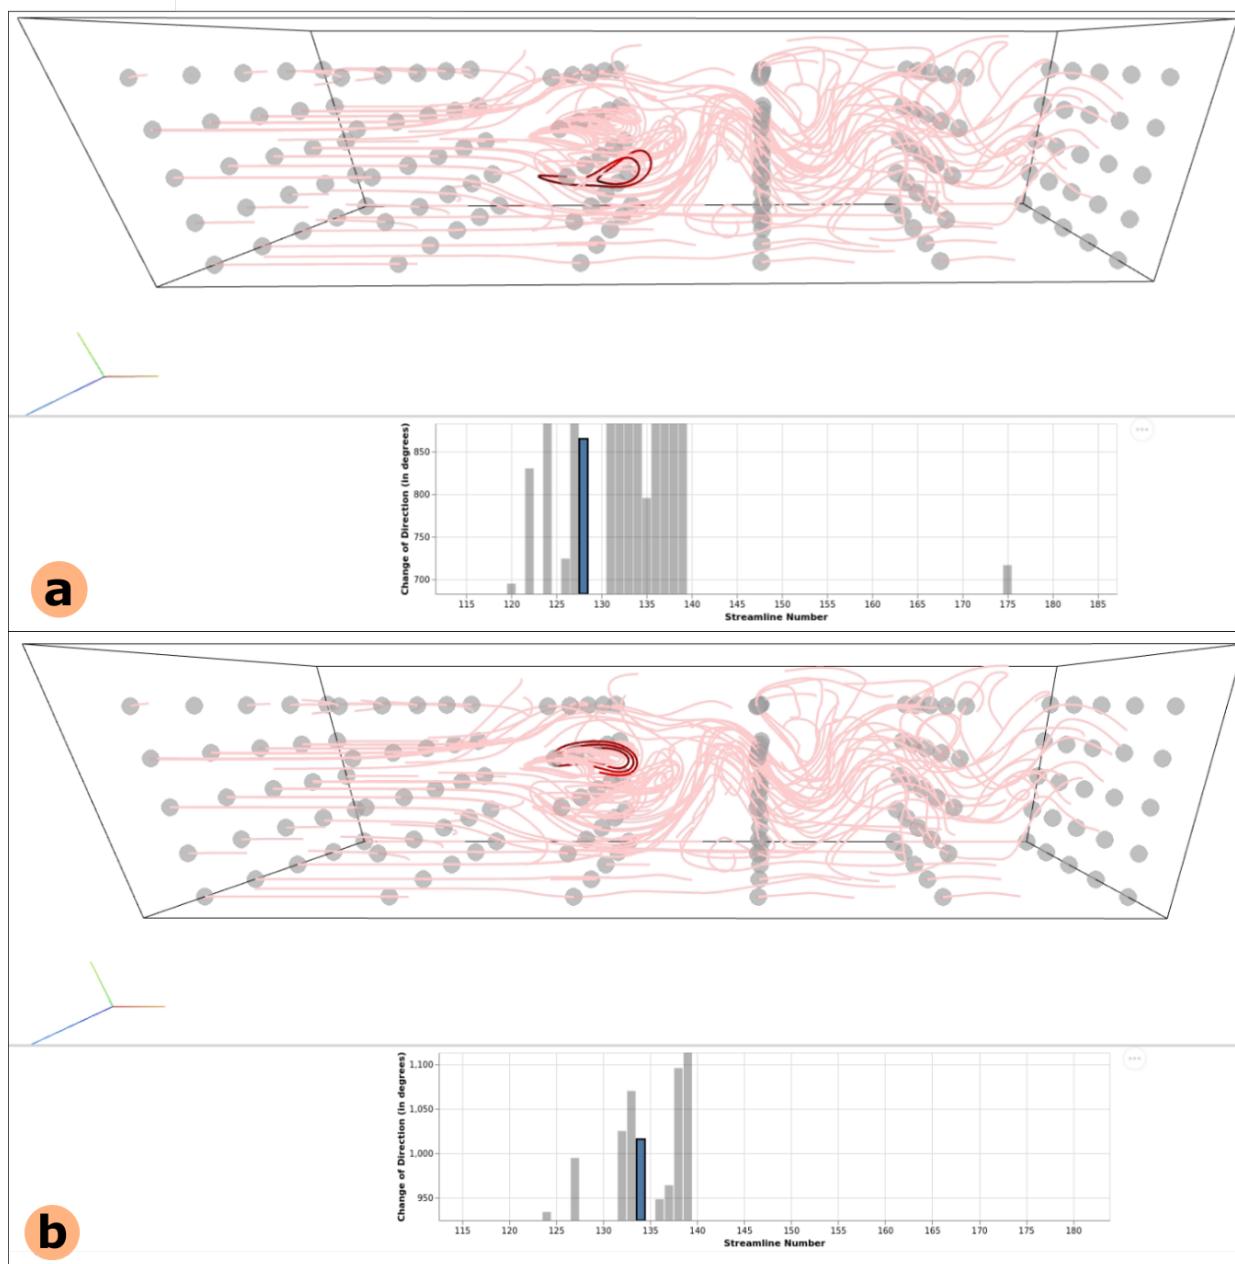 Change of Direction (in degrees)
850
800
750
700
115 120 125 130 135 140 145 150 155 160 165 170 175 180 185
Streamline Number
a
Change of Direction (in degrees)
1,100
1,050
1,000
950
115 120 125 130 135 140 145 150 155 160 165 170 175 180
Streamline Number
b